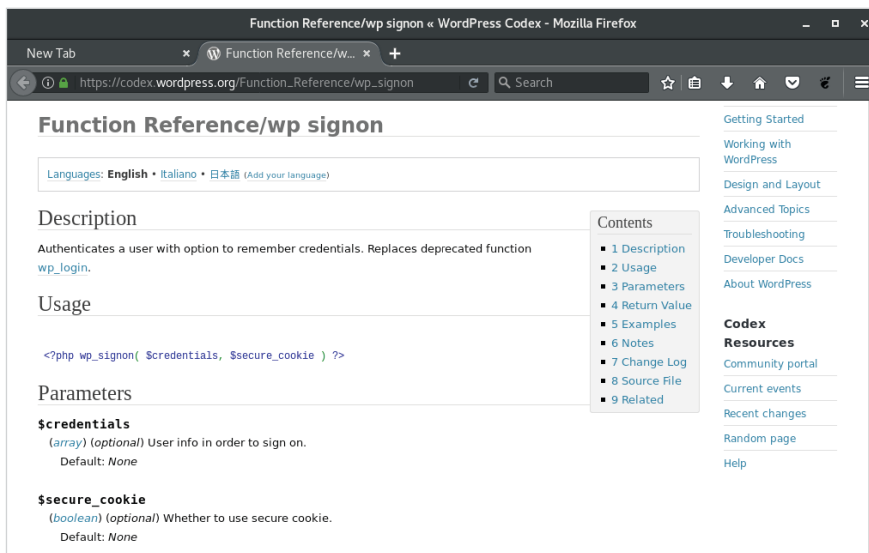 Function Reference/wp signon « WordPress Codex - Mozilla Firefox
New Tab
Function Reference/w...
https://codex.wordpress.org/Function_Reference/wp_signon
Search
Function Reference/wp signon
Languages: English • Italiano • 日本語 (Add your language)
Description
Authenticates a user with option to remember credentials. Replaces deprecated function
wp_login.
Usage
<?php wp_signon( $credentials, $secure_cookie ) ?>
Parameters
$credentials
(array) (optional) User info in order to sign on.
Default: None
$secure_cookie
(boolean) (optional) Whether to use secure cookie.
Default: None
Contents
1 Description
2 Usage
3 Parameters
4 Return Value
5 Examples
6 Notes
7 Change Log
8 Source File
9 Related
Getting Started
Working with
WordPress
Design and Layout
Advanced Topics
Troubleshooting
Developer Docs
About WordPress
Codex
Resources
Community portal
Current events
Recent changes
Random page
Help